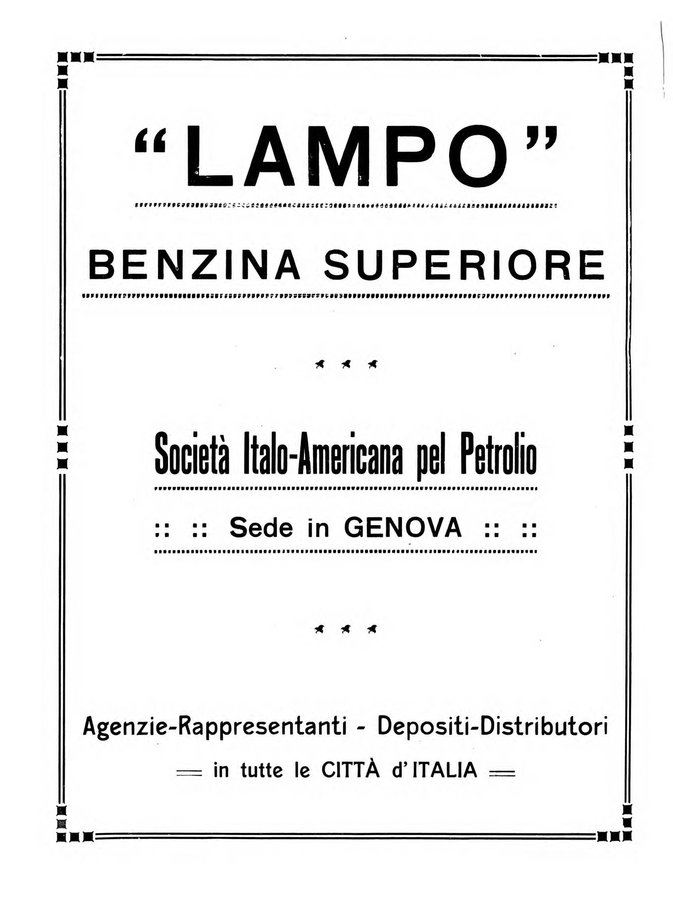 “LAMPO”
BENZINA SUPERIORE
Società Italo-Americana pel Petrolio
:: :: Sede in GENOVA :: ::
Agenzie-Rappresentanti - Depositi-Distributori
in tutte le CITTÀ d'ITALIA